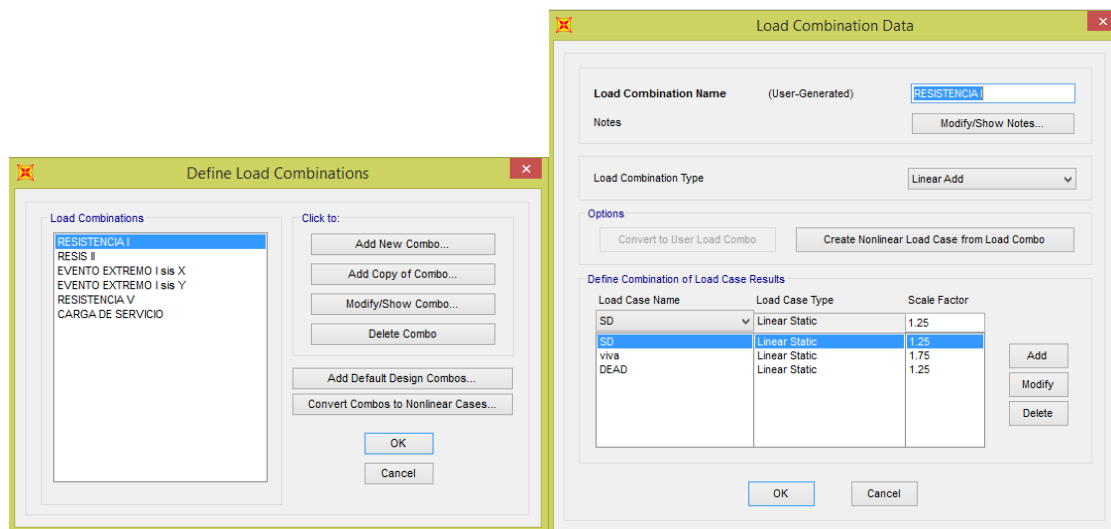 Define Load Combinations
Load Combinations
RESISTENCIA I
RESIS II
EVENTO EXTREMO I sis X
EVENTO EXTREMO I sis Y
RESISTENCIA V
CARGA DE SERVICIO
Click to:
Add New Combo...
Add Copy of Combo...
Modify/Show Combo...
Delete Combo
Add Default Design Combos...
Convert Combos to Nonlinear Cases...
OK
Cancel
Load Combination Data
Load Combination Name (User-Generated) RESISTENCIA I
Notes Modify/Show Notes...
Load Combination Type Linear Add
Options
Convert to User Load Combo Create Nonlinear Load Case from Load Combo
Define Combination of Load Case Results
Load Case Name Load Case Type Scale Factor
SD Linear Static 1.25
SD Linear Static 1.25
viva Linear Static 1.75
DEAD Linear Static 1.25
Add
Modify
Delete
OK Cancel